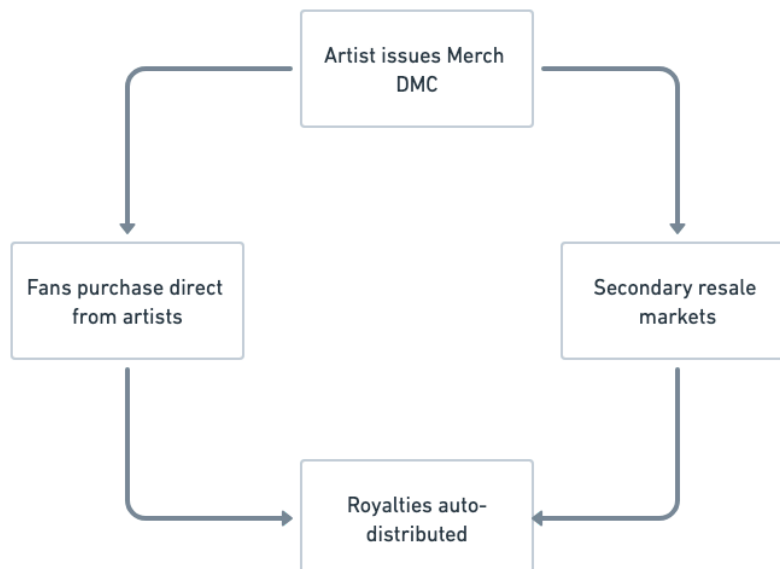 Artist issues Merch
DMC
Fans purchase direct
from artists
Secondary resale
markets
Royalties auto-
distributed